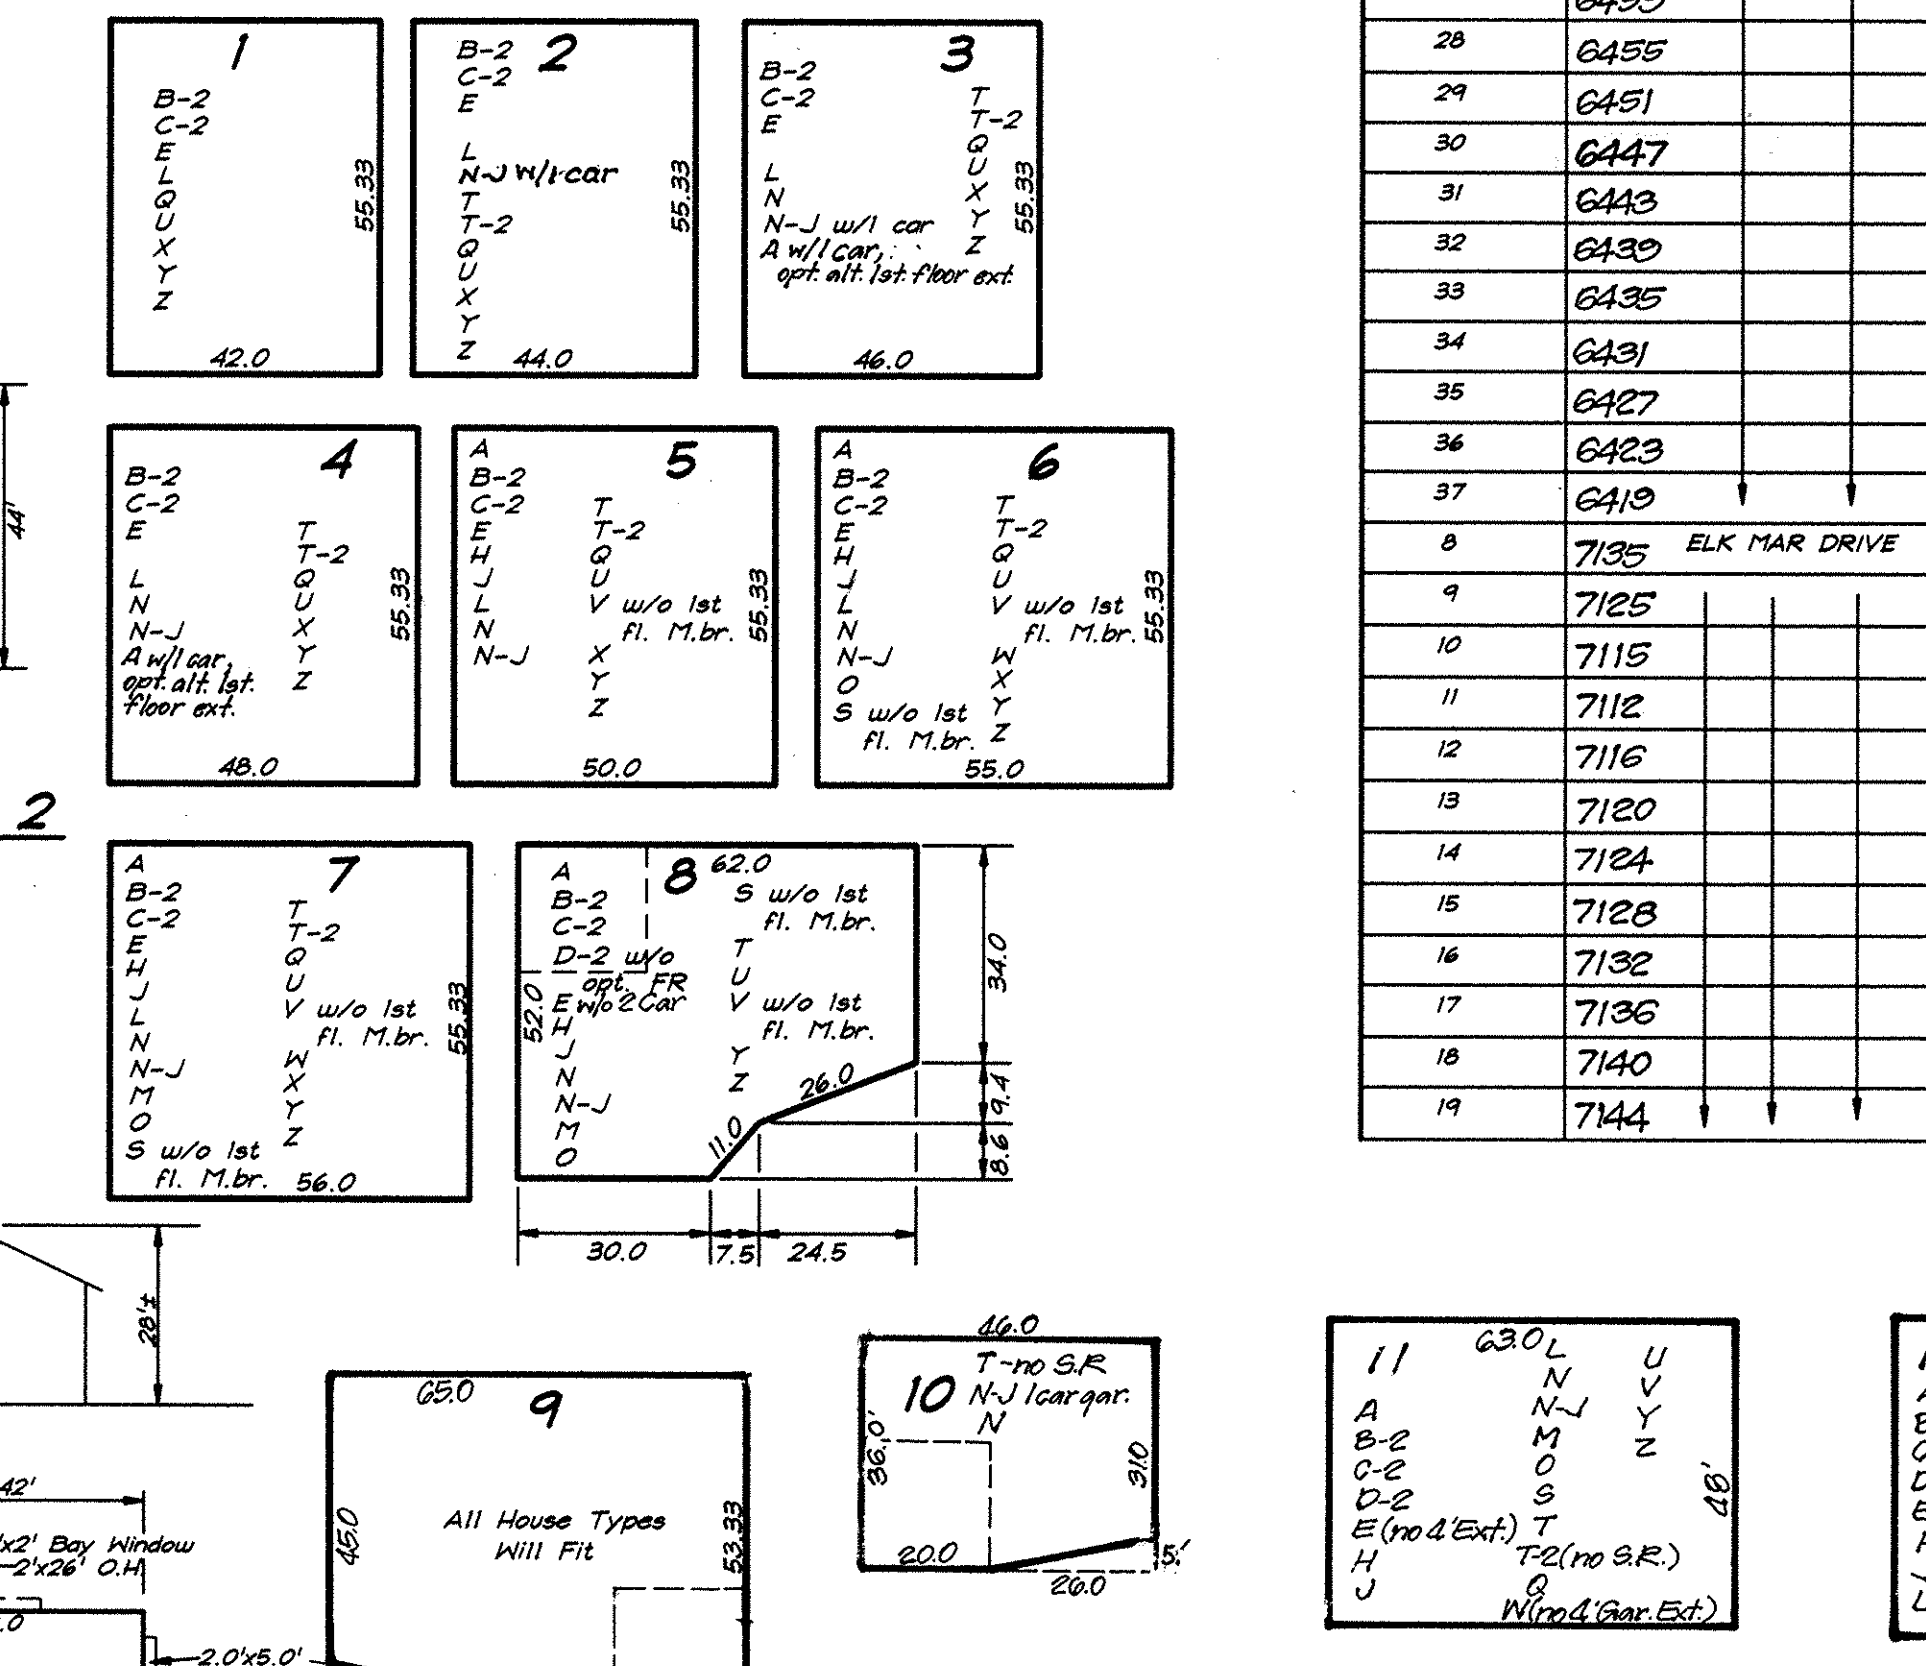 1
B-2
C-2
E
L
Q
U
X
Y
Z
55.33
42.0
2
B-2
C-2
E
L
N-J w/1 car
T
T-2
Q
U
X
Y
Z
55.33
44.0
3
B-2
C-2
E
L
N
N-J w/1 car
A w/1 car,
opt. alt. 1st. floor ext.
T
T-2
Q
U
X
Y
Z
55.33
46.0
44'
4
B-2
C-2
E
L
N
N-J
A w/1 car,
opt. alt. 1st.
floor ext.
T
T-2
Q
U
X
Y
Z
55.33
48.0
5
A
B-2
C-2
E
H
J
L
N
N-J
T
T-2
Q
U
V w/o 1st
fl. M.br.
X
Y
Z
55.33
50.0
6
A
B-2
C-2
E
H
J
L
N
N-J
O
S w/o 1st
fl. M.br.
T
T-2
Q
U
V w/o 1st
fl. M.br.
W
X
Y
Z
55.33
55.0
2
7
A
B-2
C-2
E
H
J
L
N
N-J
M
O
S w/o 1st
fl. M.br.
T
T-2
Q
U
V w/o 1st
fl. M.br.
W
X
Y
Z
55.33
56.0
8
62.0
A
B-2
C-2
D-2 w/o
opt. FR
E w/o 2 Car
H
J
N
N-J
M
O
S w/o 1st
fl. M.br.
T
U
V w/o 1st
fl. M.br.
Y
Z
52.0
26.0
11.0
34.0
9.4
8.6
30.0
7.5
24.5
28'±
42'
x2' Bay Window
2'x26' O.H.
.0
2.0'x5.0'
65.0
9
45.0
All House Types
Will Fit
53.33
46.0
10
T-no S.R
N-J 1 car gar.
N
36.0'
31.0
20.0
26.0
5.'
11
63.0
A
B-2
C-2
D-2
E (no 4' Ext.)
H
J
L
N
N-J
M
O
S
T
T-2 (no S.R.)
Q
W (no 4' Gar. Ext.)
U
V
Y
Z
48'
28 6455
29 6451
30 6447
31 6443
32 6439
33 6435
34 6431
35 6427
36 6423
37 6419
8 7135 ELK MAR DRIVE
9 7125
10 7115
11 7112
12 7116
13 7120
14 7124
15 7128
16 7132
17 7136
18 7140
19 7144